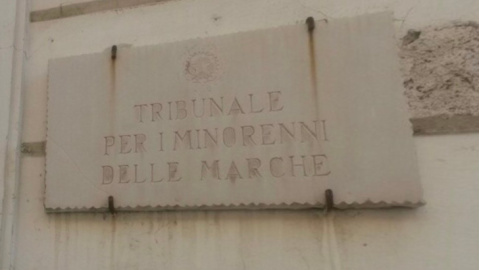 TRIBUNALE
PER I MINORENNI
DELLE MARCHE